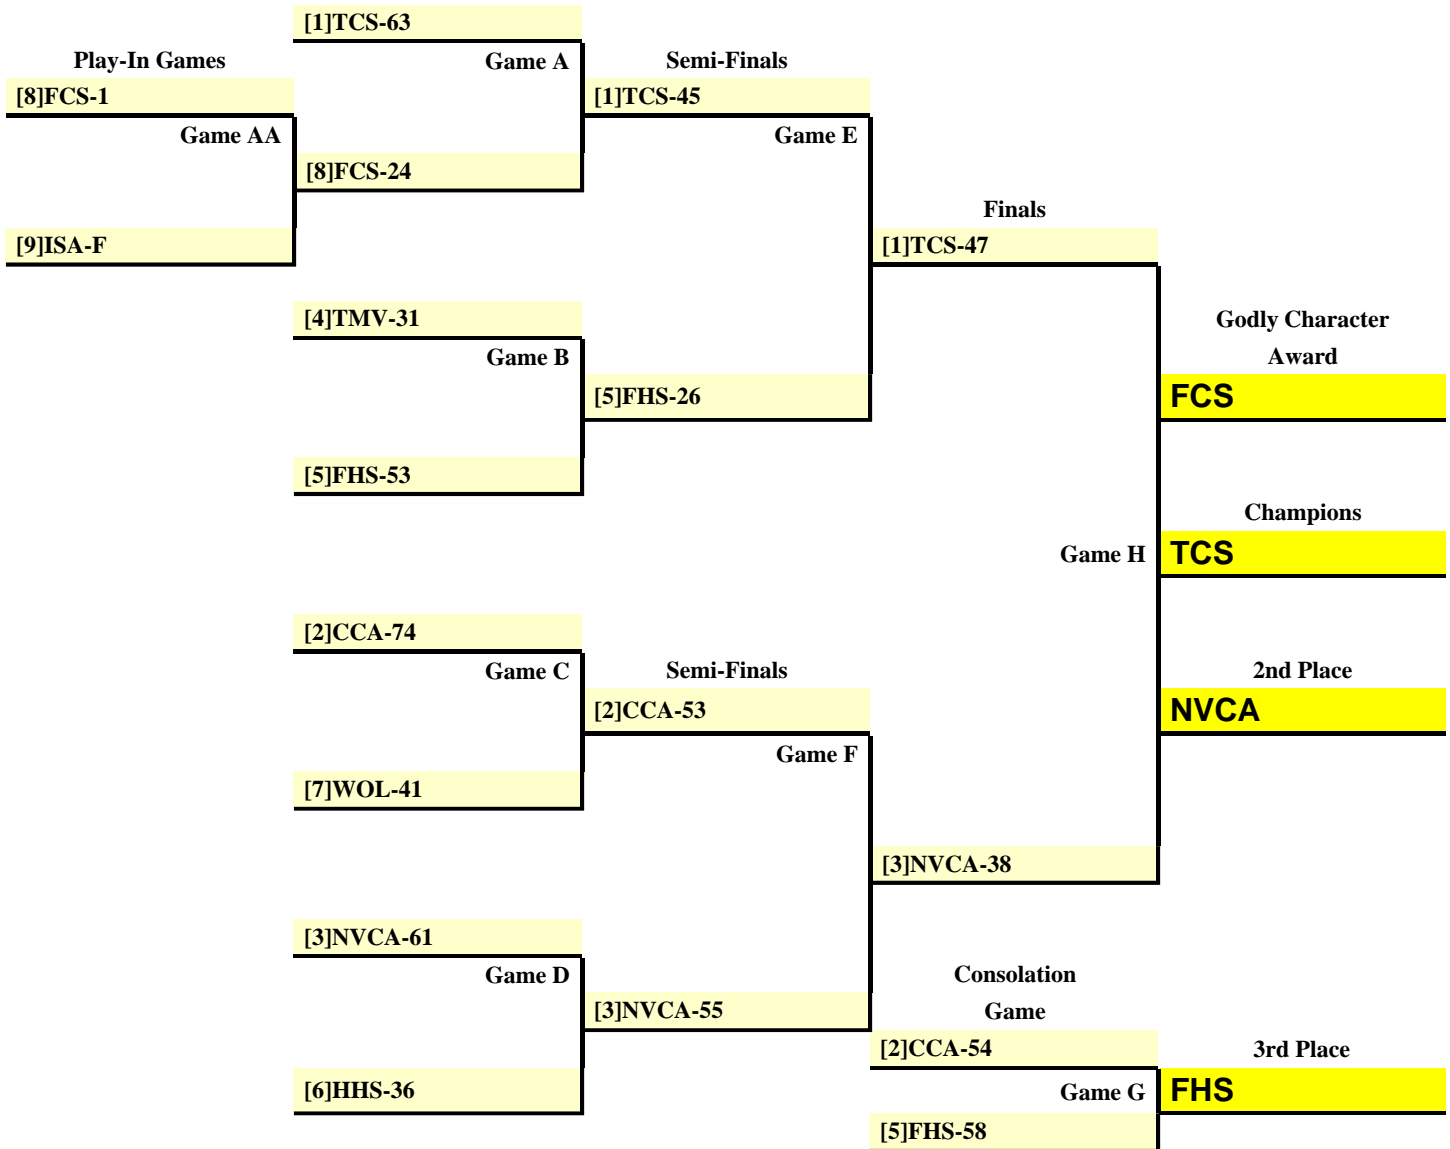 [1]TCS-63
Play-In Games
Game A
Semi-Finals
[8]FCS-1
[1]TCS-45
Game AA
Game E
[8]FCS-24
Finals
[9]ISA-F
[1]TCS-47
[4]TMV-31
Godly Character
Game B
Award
[5]FHS-26
FCS
[5]FHS-53
Champions
Game H
TCS
[2]CCA-74
Game C
Semi-Finals
2nd Place
[2]CCA-53
NVCA
Game F
[7]WOL-41
[3]NVCA-38
[3]NVCA-61
Game D
Consolation
[3]NVCA-55
Game
[2]CCA-54
3rd Place
[6]HHS-36
Game G
FHS
[5]FHS-58